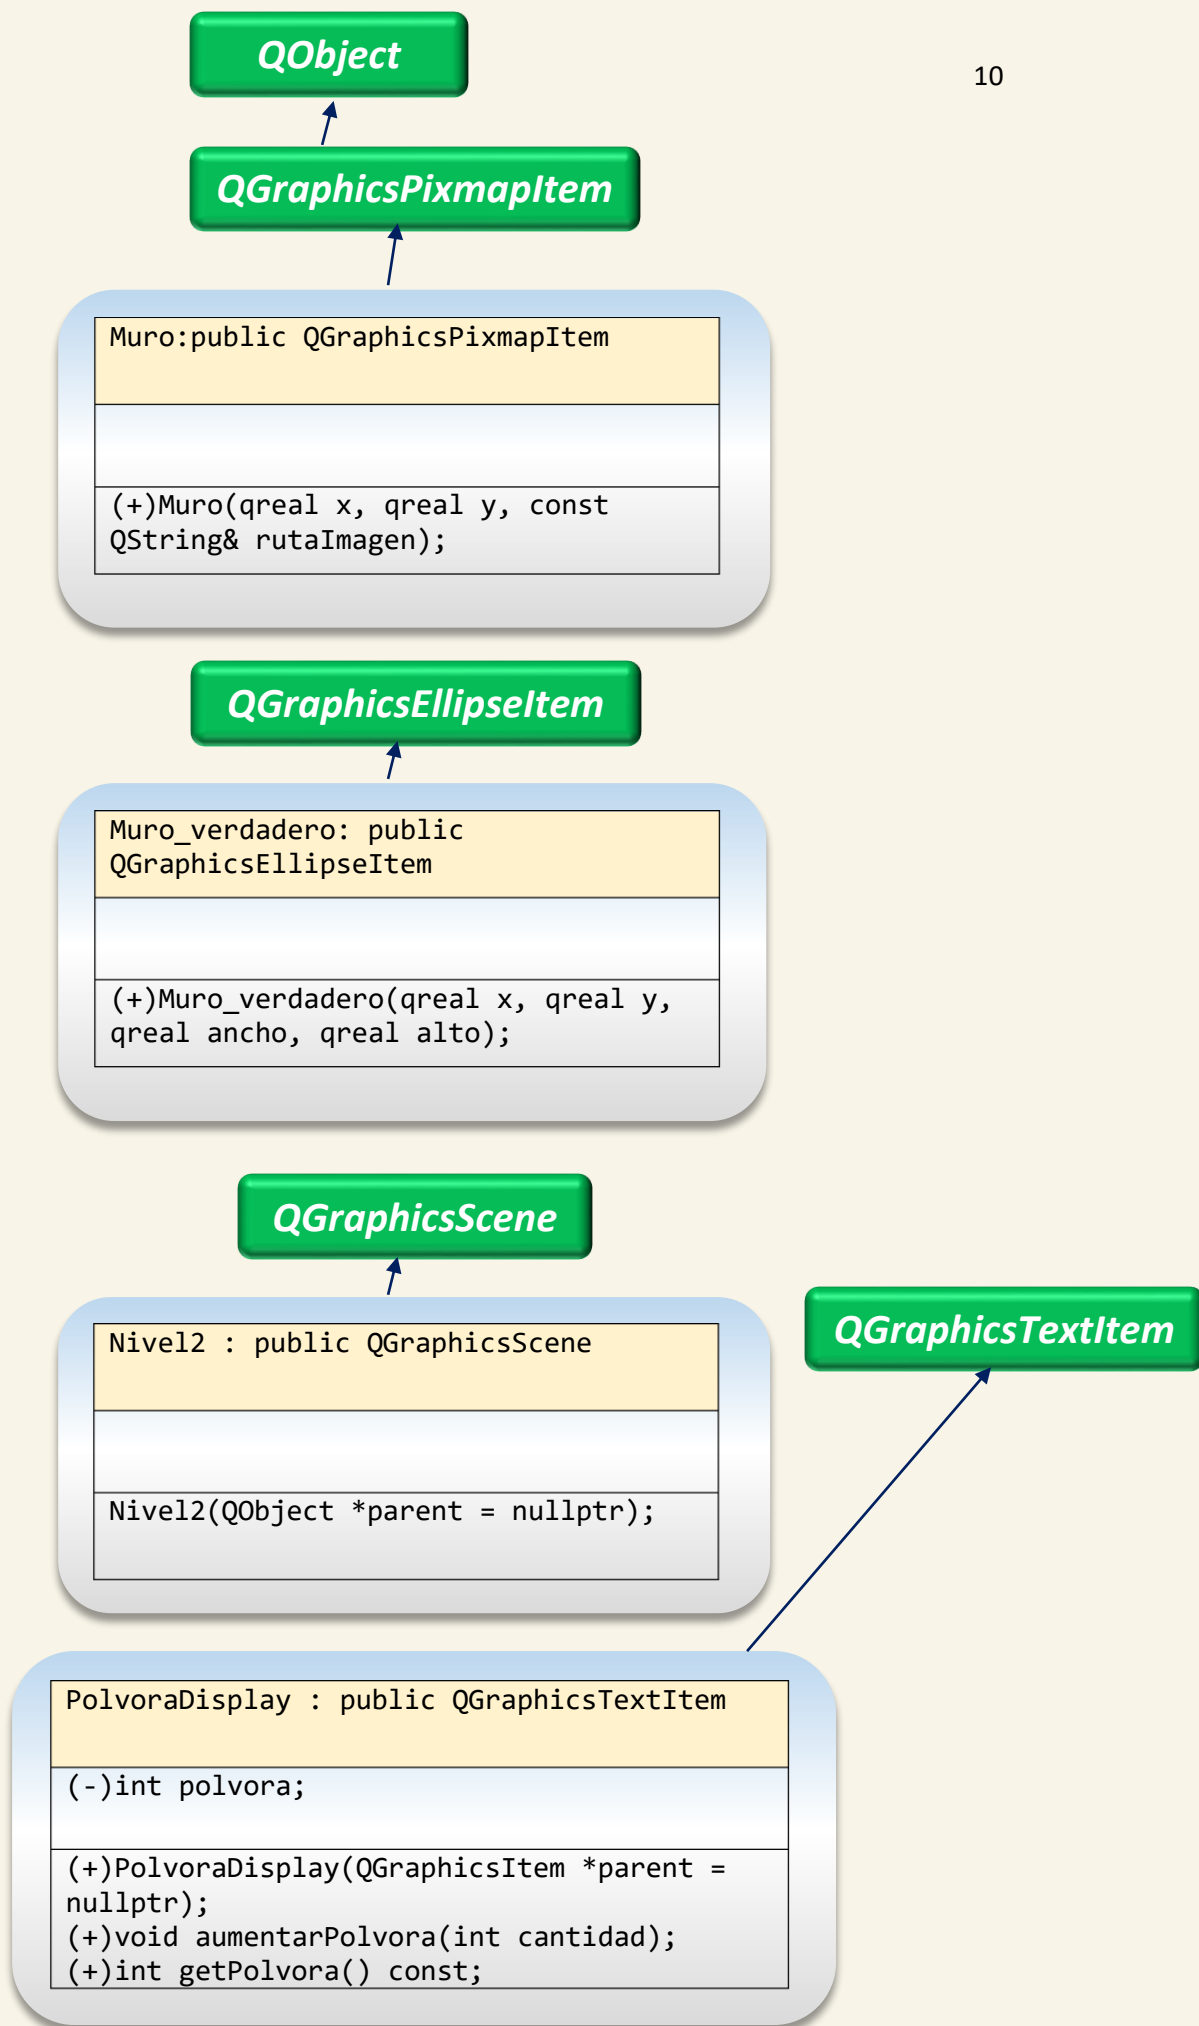 QObject
10
QGraphicsPixmapItem
Muro:public QGraphicsPixmapItem
(+)Muro(qreal x, qreal y, const
QString& rutaImagen);
QGraphicsEllipseItem
Muro_verdadero: public
QGraphicsEllipseItem
(+)Muro_verdadero(qreal x, qreal y,
qreal ancho, qreal alto);
QGraphicsScene
Nivel2 : public QGraphicsScene
Nivel2(QObject *parent = nullptr);
QGraphicsTextItem
PolvoraDisplay : public QGraphicsTextItem
(-)int polvora;
(+)PolvoraDisplay(QGraphicsItem *parent =
nullptr);
(+)void aumentarPolvora(int cantidad);
(+)int getPolvora() const;